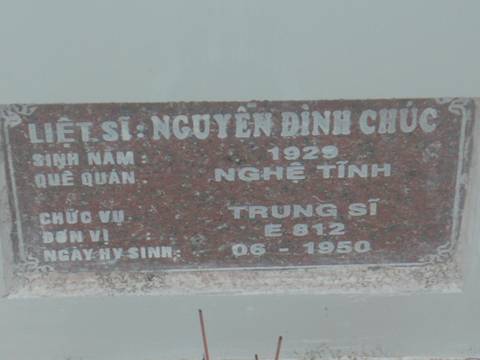 LIỆT SĨ: NGUYỄN ĐÌNH CHÚC
SINH NĂM: 1929
QUÊ QUÁN NGHỆ TĨNH
CHỨC VỤ TRUNG SĨ
ĐƠN VỊ E 812
NGÀY HY SINH: 06 - 1950